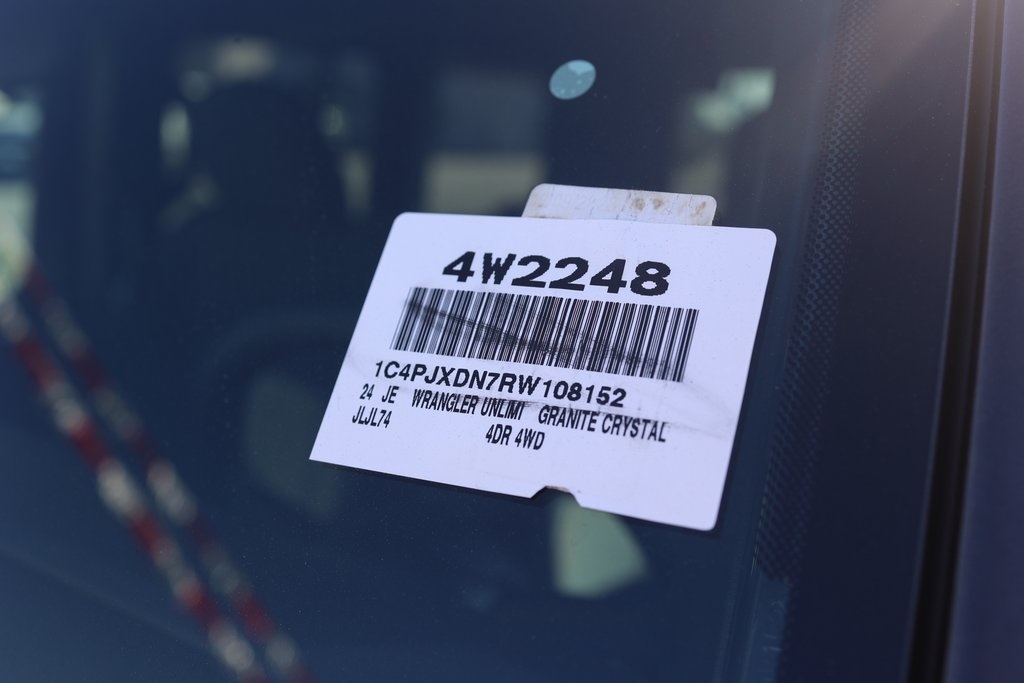 4W2248
1C4PJXDN7RW108152
24 JE WRANGLER UNLIMI GRANITE CRYSTAL
JLJL74 4DR 4WD